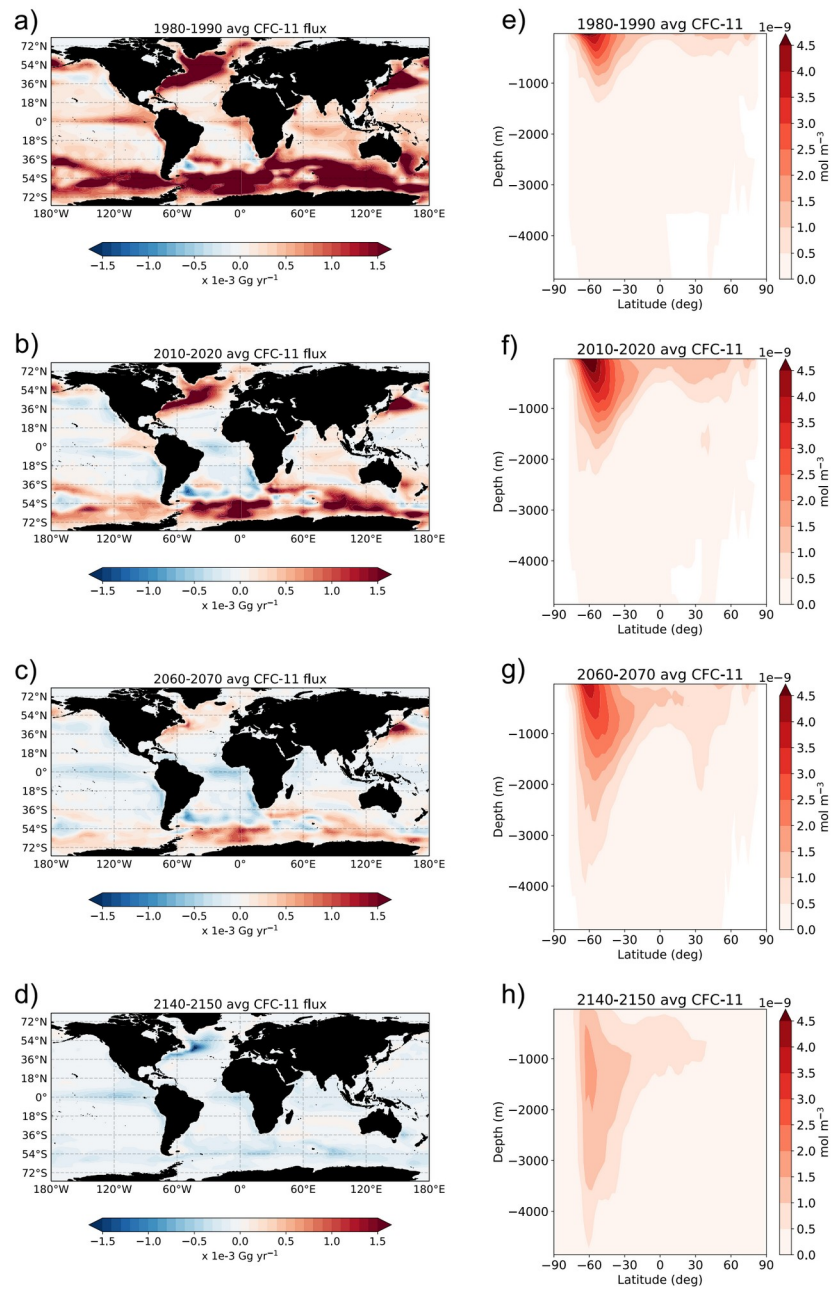 a)
1980-1990 avg CFC-11 flux
72°N
54°N
36°N
18°N
0°
18°S
36°S
54°S
72°S
180°W 120°W 60°W 0°E 60°E 120°E 180°E
−1.5 −1.0 −0.5 0.0 0.5 1.0 1.5
x 1e-3 Gg yr⁻¹
e)
1980-1990 avg CFC-11
1e−9
Depth (m)
−1000
−2000
−3000
−4000
−90 −60 −30 0 30 60 90
Latitude (deg)
4.5
4.0
3.5
3.0
2.5
2.0
1.5
1.0
0.5
0.0
mol m⁻³
b)
2010-2020 avg CFC-11 flux
72°N
54°N
36°N
18°N
0°
18°S
36°S
54°S
72°S
180°W 120°W 60°W 0°E 60°E 120°E 180°E
−1.5 −1.0 −0.5 0.0 0.5 1.0 1.5
x 1e-3 Gg yr⁻¹
f)
2010-2020 avg CFC-11
1e−9
Depth (m)
−1000
−2000
−3000
−4000
−90 −60 −30 0 30 60 90
Latitude (deg)
4.5
4.0
3.5
3.0
2.5
2.0
1.5
1.0
0.5
0.0
mol m⁻³
c)
2060-2070 avg CFC-11 flux
72°N
54°N
36°N
18°N
0°
18°S
36°S
54°S
72°S
180°W 120°W 60°W 0°E 60°E 120°E 180°E
−1.5 −1.0 −0.5 0.0 0.5 1.0 1.5
x 1e-3 Gg yr⁻¹
g)
2060-2070 avg CFC-11
1e−9
Depth (m)
−1000
−2000
−3000
−4000
−90 −60 −30 0 30 60 90
Latitude (deg)
4.5
4.0
3.5
3.0
2.5
2.0
1.5
1.0
0.5
0.0
mol m⁻³
d)
2140-2150 avg CFC-11 flux
72°N
54°N
36°N
18°N
0°
18°S
36°S
54°S
72°S
180°W 120°W 60°W 0°E 60°E 120°E 180°E
−1.5 −1.0 −0.5 0.0 0.5 1.0 1.5
x 1e-3 Gg yr⁻¹
h)
2140-2150 avg CFC-11
1e−9
Depth (m)
−1000
−2000
−3000
−4000
−90 −60 −30 0 30 60 90
Latitude (deg)
4.5
4.0
3.5
3.0
2.5
2.0
1.5
1.0
0.5
0.0
mol m⁻³